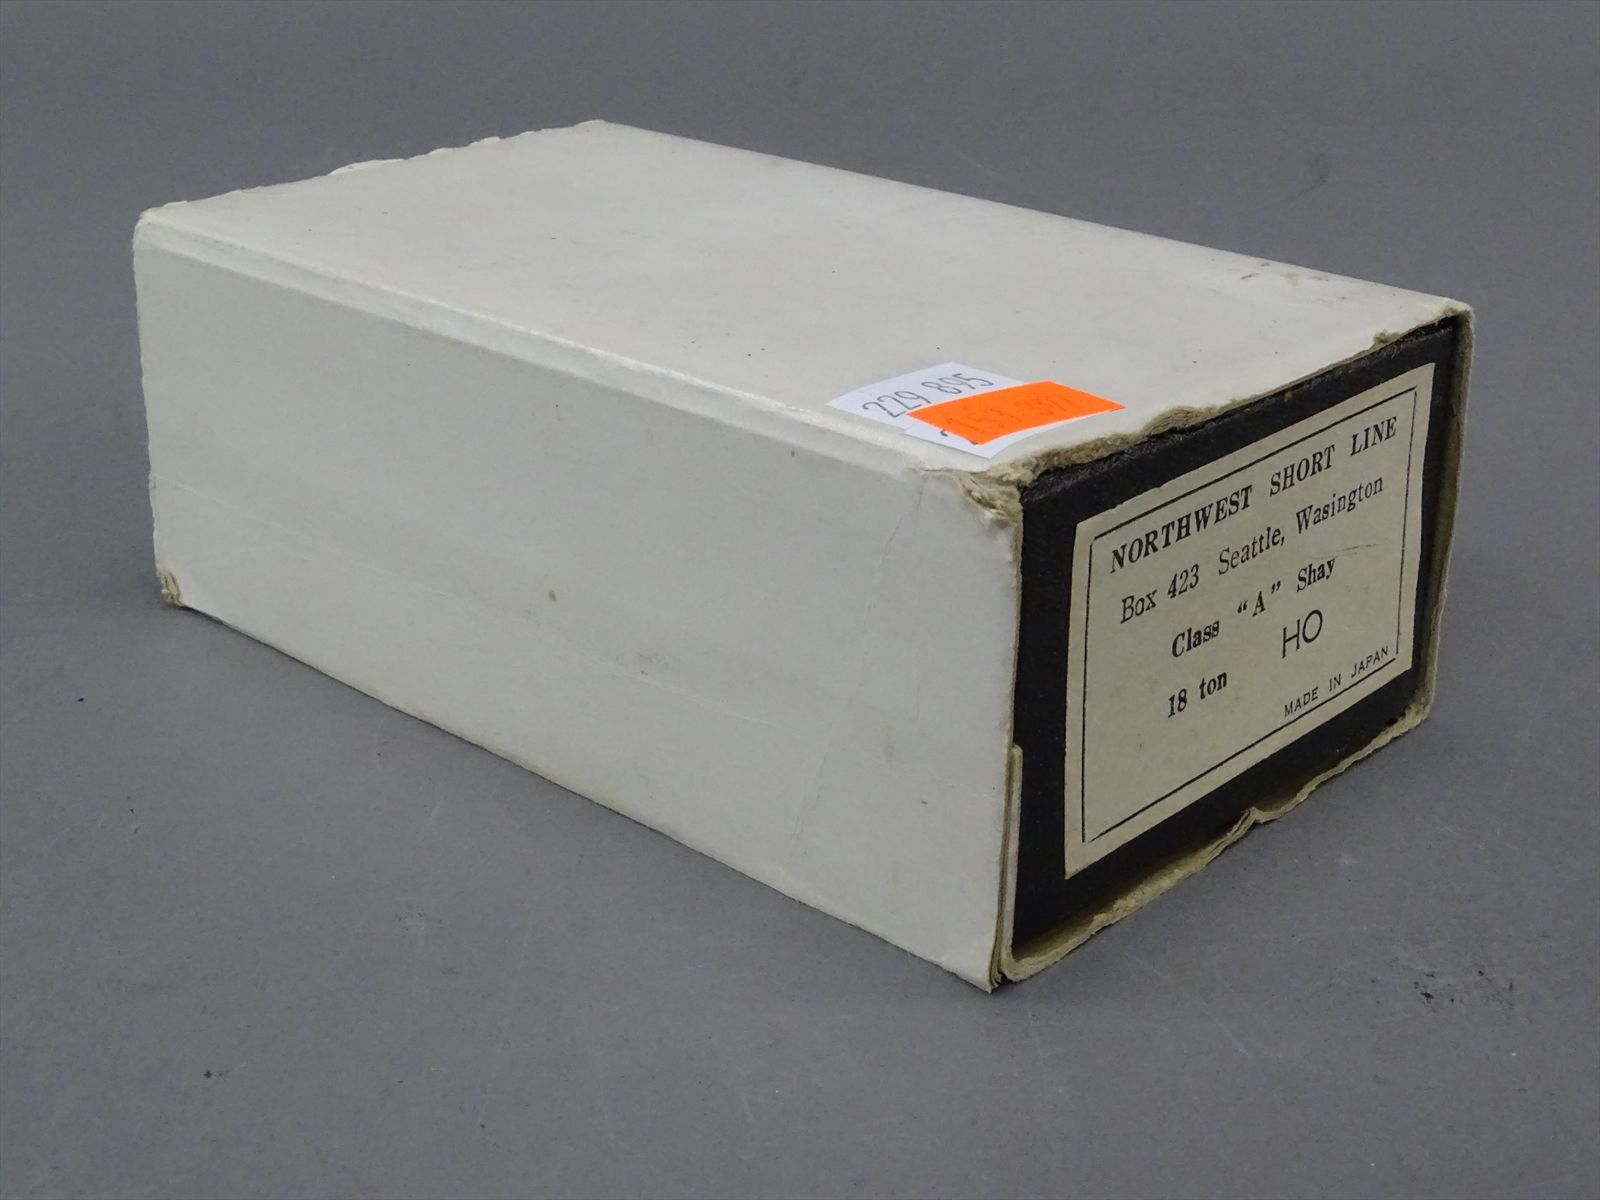 229 895
NORTHWEST SHORT LINE
Box 423 Seattle, Wasington
Class "A" Shay
18 ton HO
MADE IN JAPAN